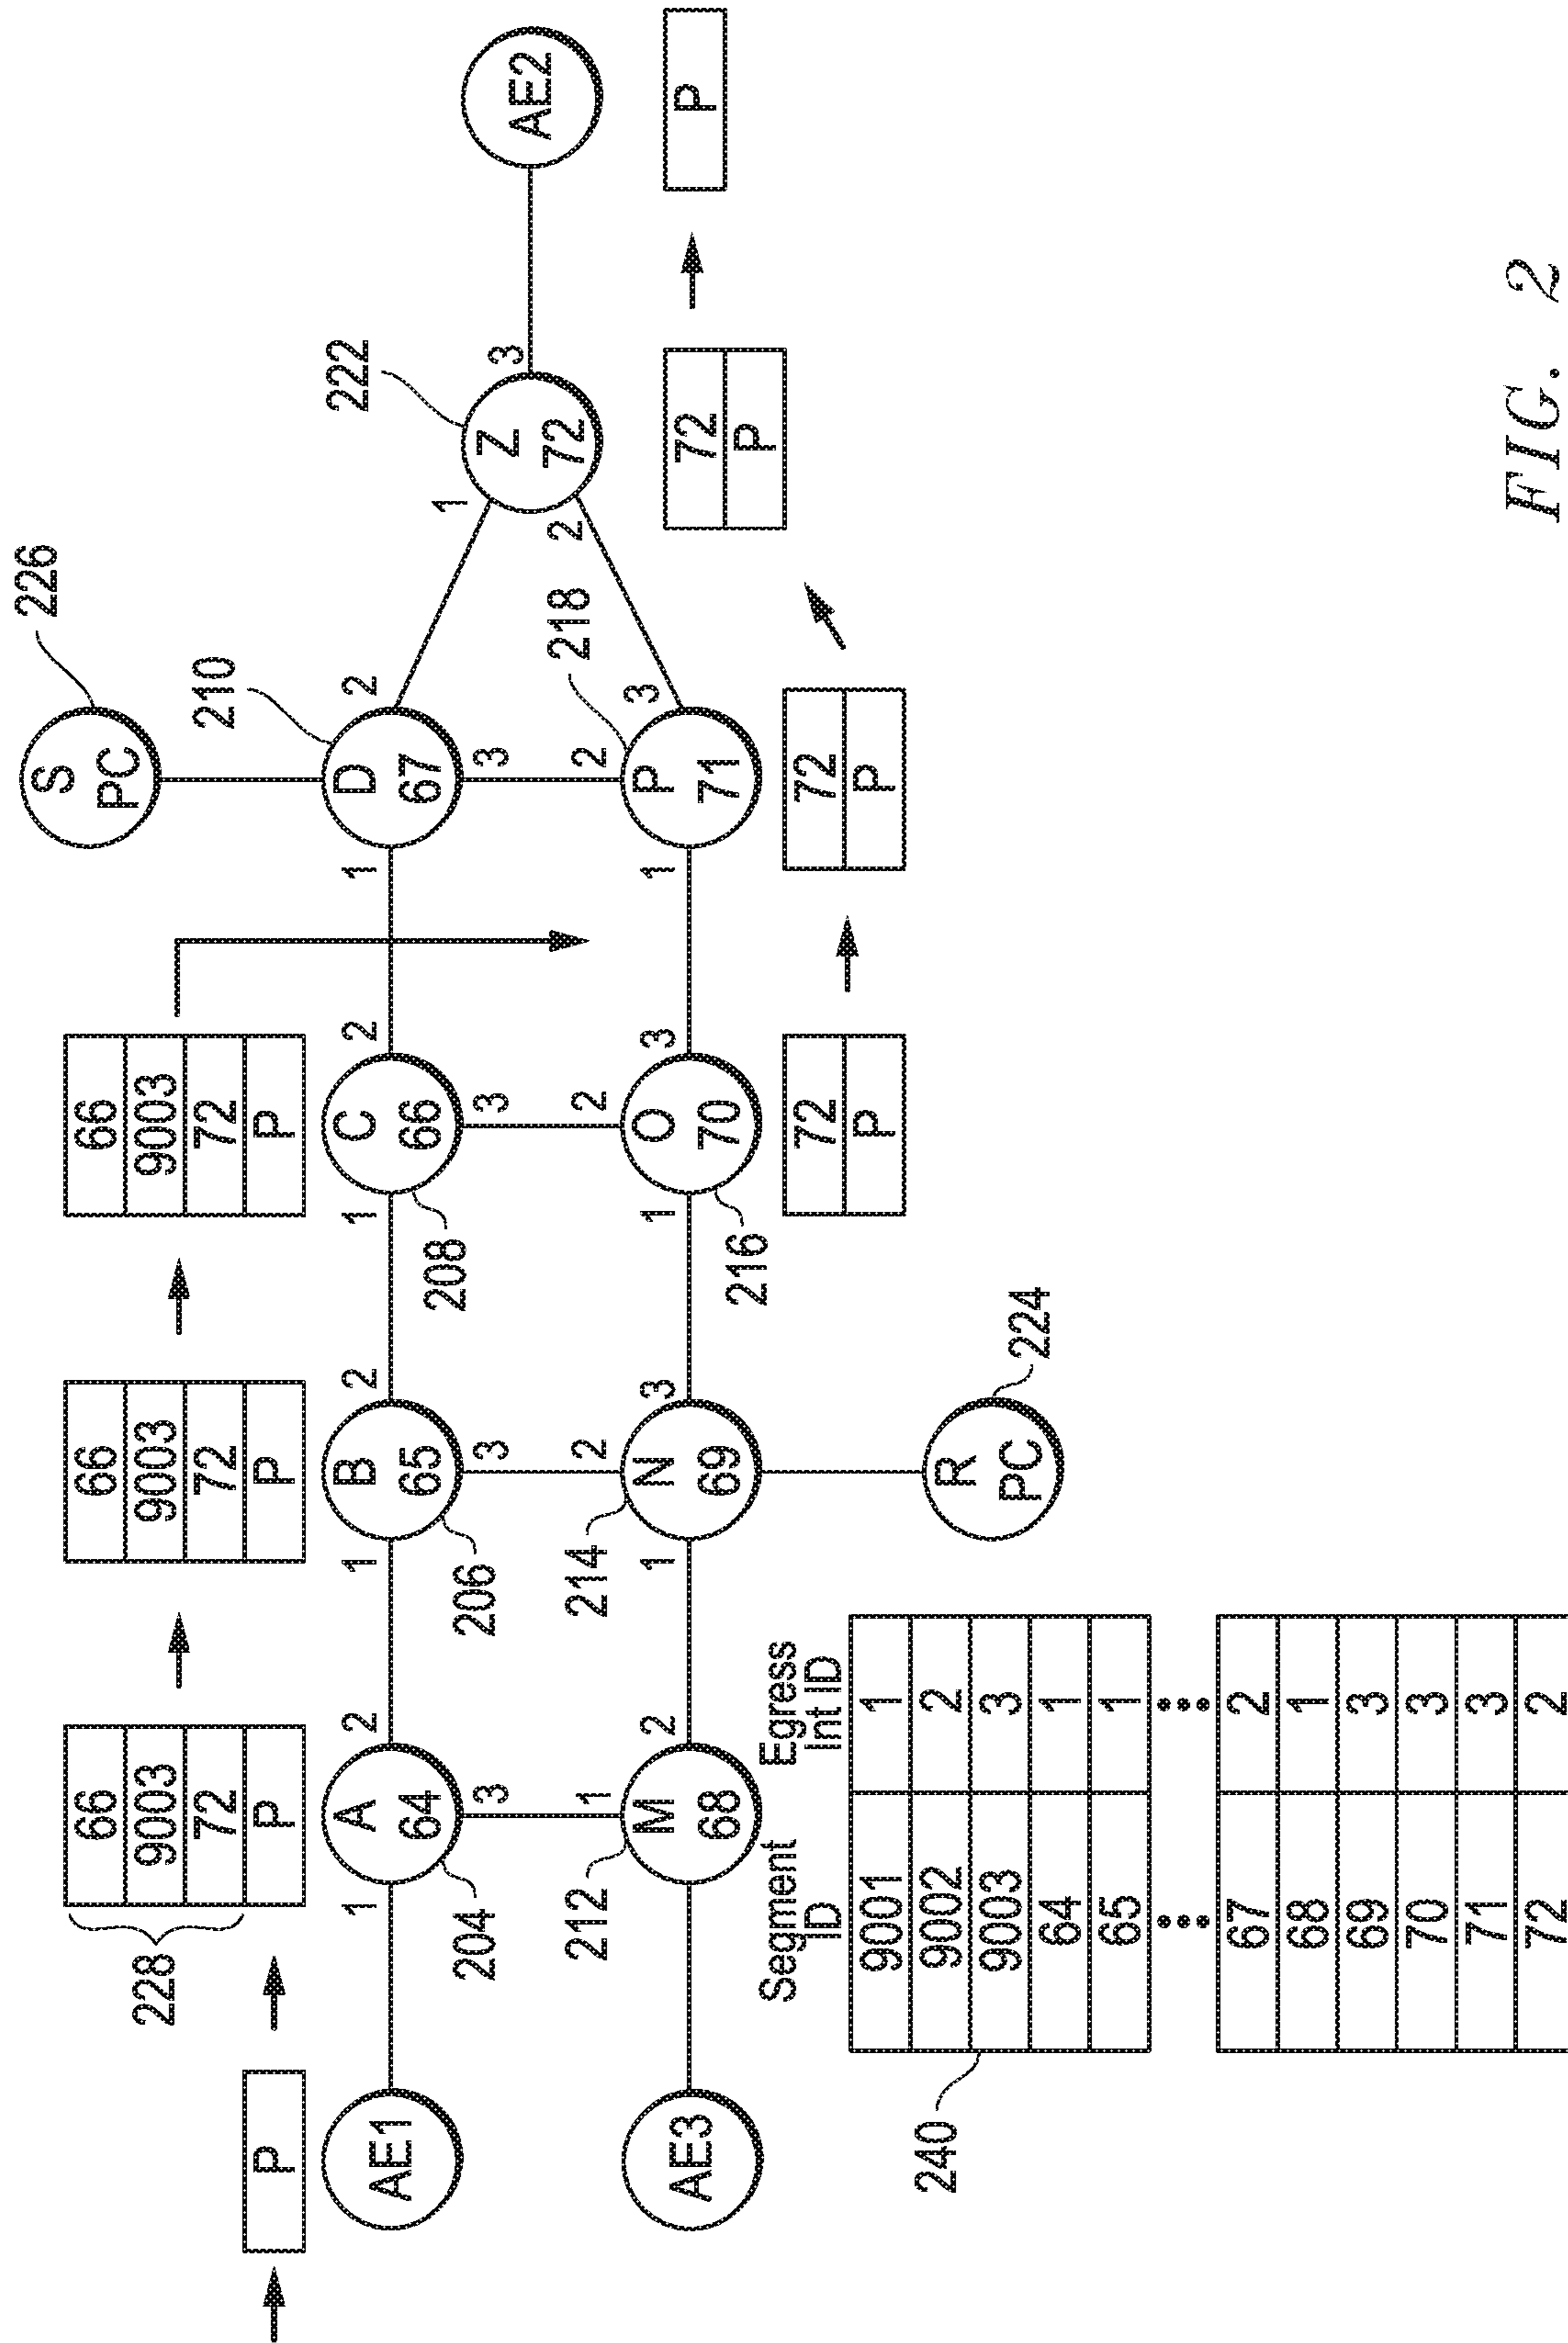 P
228
66
9003
72
P
66
9003
72
P
66
9003
72
P
226
S
PC
210
222
AE1
1
A
64
2
3
204
1
B
65
2
3
206
1
C
66
2
3
208
1
D
67
2
3
1
Z
72
2
3
AE2
AE3
212
1
M
68
2
214
1
2
N
69
3
1
2
O
70
3
216
218
1
2
P
71
3
R
PC
224
72
P
72
P
72
P
P
240
Segment ID
Egress Int ID
9001 1
9002 2
9003 3
64 1
65 1
••• •••
67 2
68 1
69 3
70 3
71 3
72 2
FIG. 2